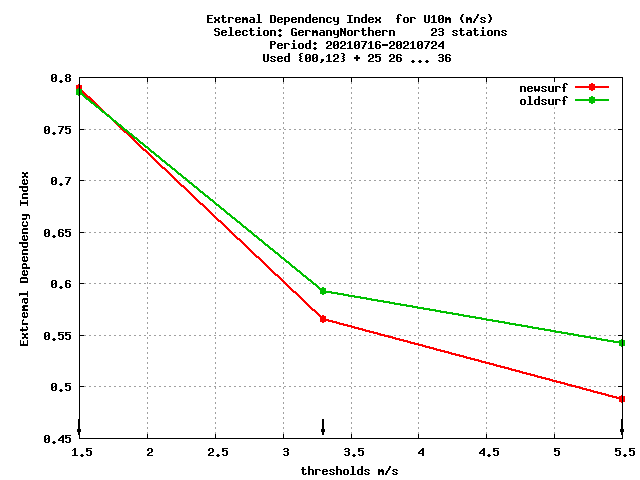 Extremal Dependency Index  for U10m (m/s)
Selection: GermanyNorthern     23 stations
Period: 20210716-20210724
Used {00,12} + 25 26 ... 36
newsurf
oldsurf
Extremal Dependency Index
0.8
0.75
0.7
0.65
0.6
0.55
0.5
0.45
1.5 2 2.5 3 3.5 4 4.5 5 5.5
thresholds m/s